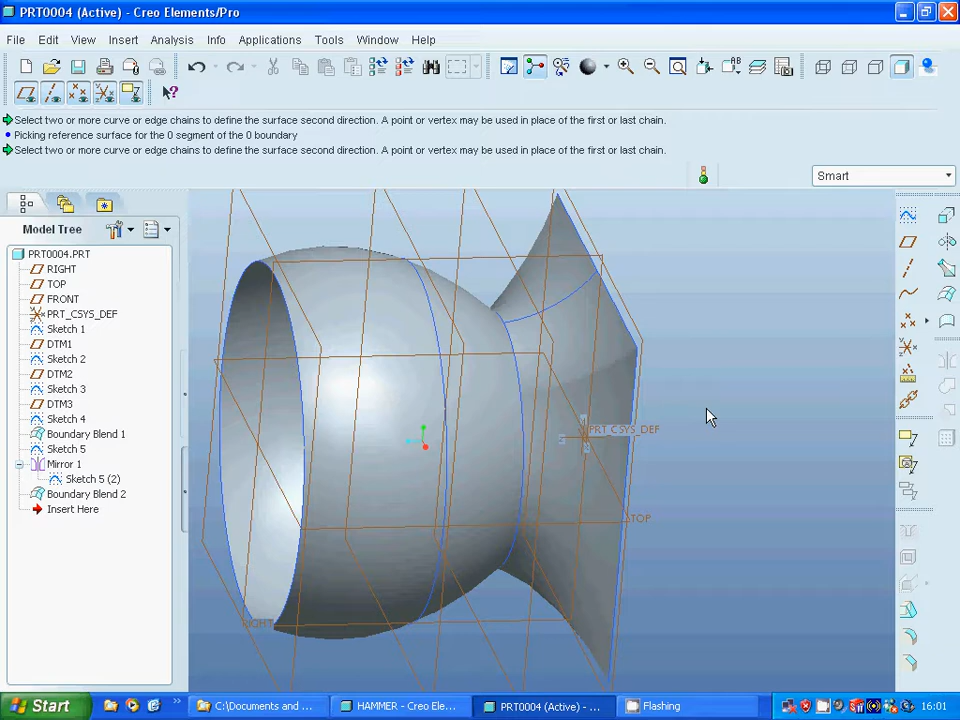 PRT0004 (Active) - Creo Elements/Pro
File Edit View Insert Analysis Info Applications Tools Window Help
Select two or more curve or edge chains to define the surface second direction. A point or vertex may be used in place of the first or last chain.
Picking reference surface for the 0 segment of the 0 boundary
Select two or more curve or edge chains to define the surface second direction. A point or vertex may be used in place of the first or last chain.
Smart
Model Tree
PRT0004.PRT
RIGHT
TOP
FRONT
PRT_CSYS_DEF
Sketch 1
DTM1
Sketch 2
DTM2
Sketch 3
DTM3
Sketch 4
Boundary Blend 1
Sketch 5
Mirror 1
Sketch 5 (2)
Boundary Blend 2
Insert Here
PRT_CSYS_DEF
TOP
RIGHT
Start
C:\Documents and ...
HAMMER - Creo Ele...
PRT0004 (Active) - ...
Flashing
16:01